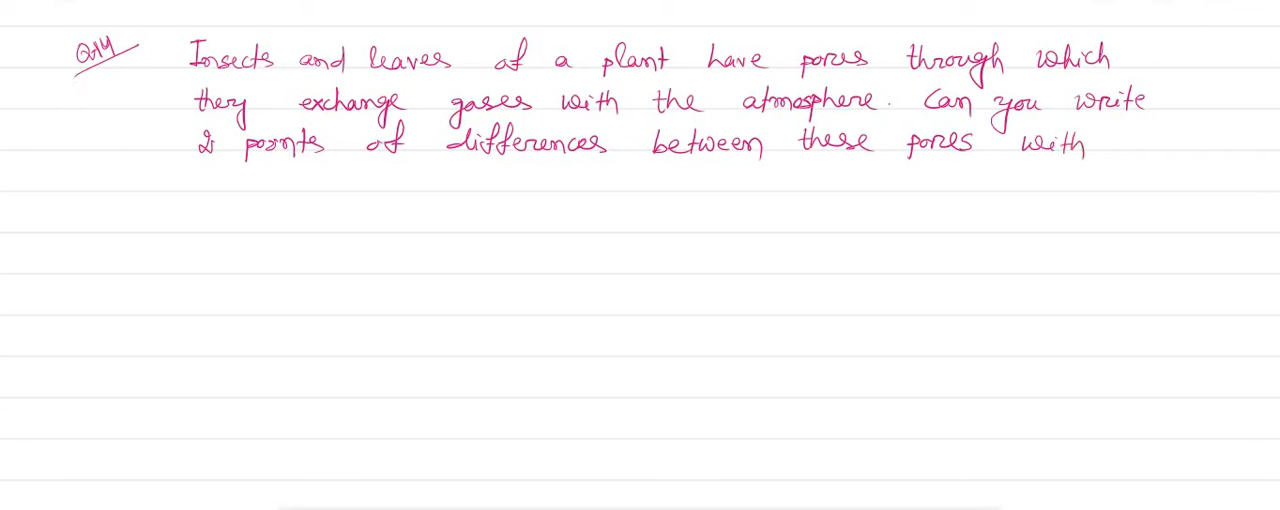 Q14 Insects and leaves of a plant have pores through which
they exchange gases with the atmosphere. Can you write
2 points of differences between these pores with